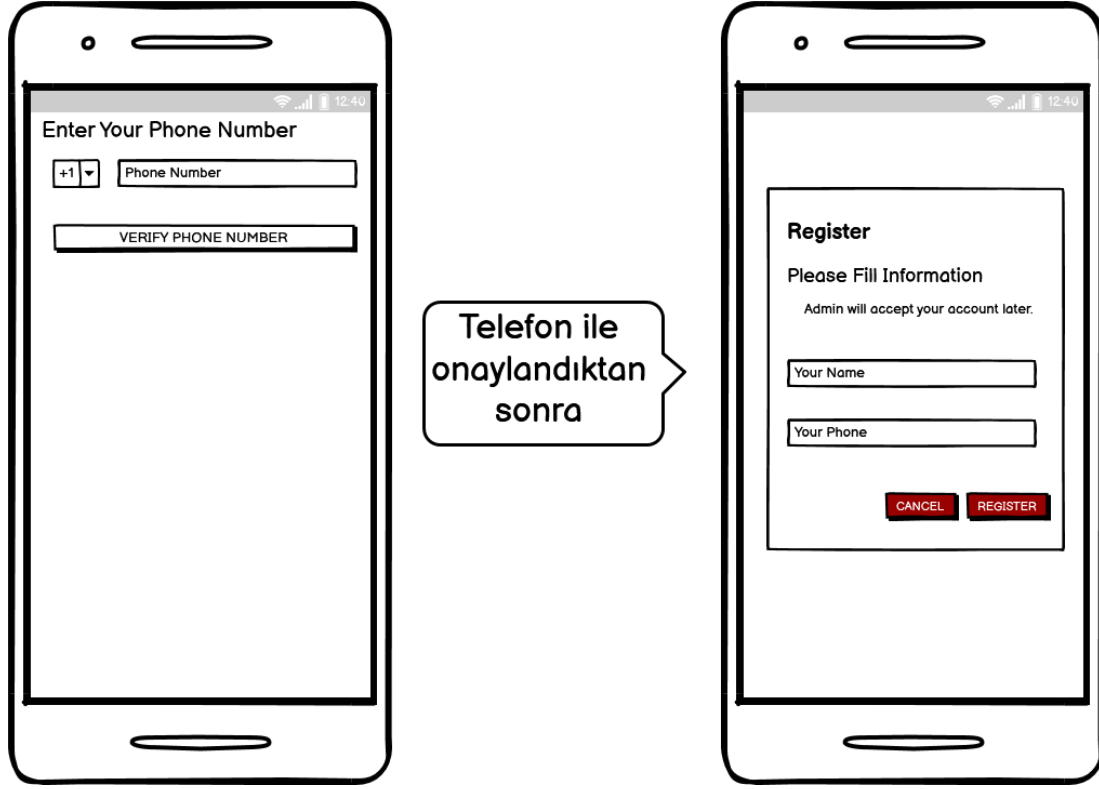 12:40
Enter Your Phone Number
+1
Phone Number
VERIFY PHONE NUMBER
Telefon ile
onaylandıktan
sonra
12:40
Register
Please Fill Information
Admin will accept your account later.
Your Name
Your Phone
CANCEL
REGISTER